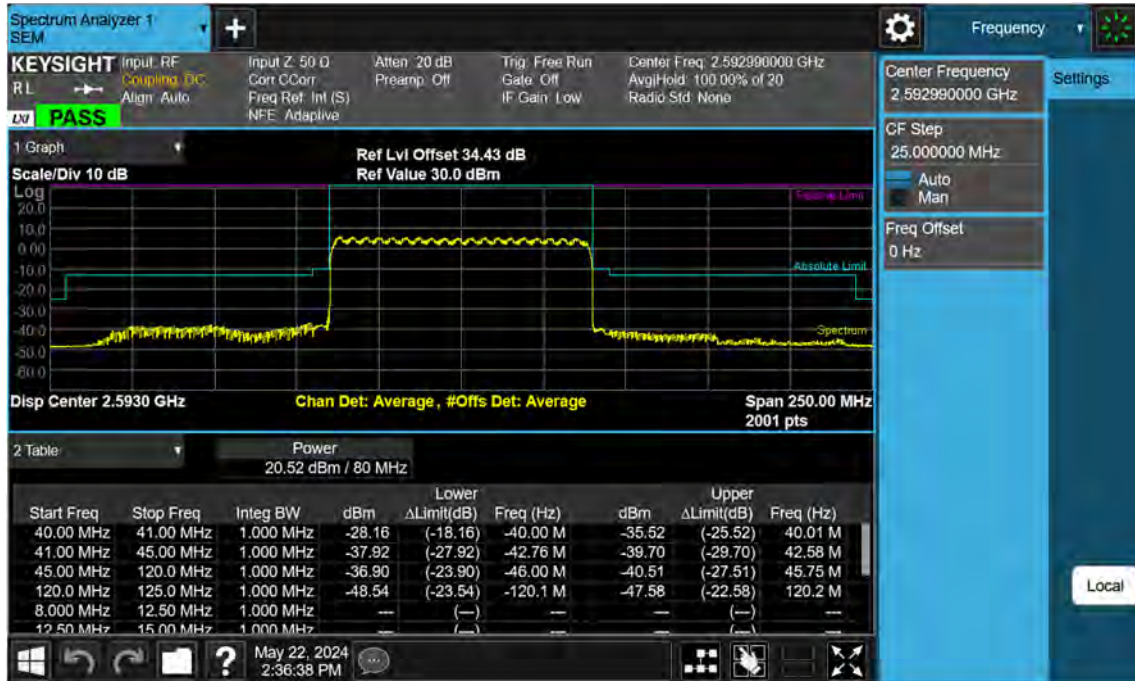 Spectrum Analyzer 1
SEM
+
Frequency
KEYSIGHT
RL
LXI
PASS
Input: RF
Coupling: DC
Align: Auto
Input Z: 50 Ω
Corr CCorr
Freq Ref: Int (S)
NFE: Adaptive
Atten: 20 dB
Preamp: Off
Trig: Free Run
Gate: Off
IF Gain: Low
Center Freq: 2.592990000 GHz
Avg|Hold: 100.00% of 20
Radio Std: None
Center Frequency
2.592990000 GHz
Settings
CF Step
25.000000 MHz
Auto
Man
Freq Offset
0 Hz
1 Graph
Scale/Div 10 dB
Ref Lvl Offset 34.43 dB
Ref Value 30.0 dBm
Log
20.0
10.0
0.00
-10.0
-20.0
-30.0
-40.0
-50.0
-60.0
Relative Limit
Absolute Limit
Spectrum
Disp Center 2.5930 GHz
Chan Det: Average, #Offs Det: Average
Span 250.00 MHz
2001 pts
2 Table
Power
20.52 dBm / 80 MHz
Lower Upper
Start Freq Stop Freq Integ BW dBm ΔLimit(dB) Freq (Hz) dBm ΔLimit(dB) Freq (Hz)
40.00 MHz 41.00 MHz 1.000 MHz -28.16 (-18.16) -40.00 M -35.52 (-25.52) 40.01 M
41.00 MHz 45.00 MHz 1.000 MHz -37.92 (-27.92) -42.76 M -39.70 (-29.70) 42.58 M
45.00 MHz 120.0 MHz 1.000 MHz -36.90 (-23.90) -46.00 M -40.51 (-27.51) 45.75 M
120.0 MHz 125.0 MHz 1.000 MHz -48.54 (-23.54) -120.1 M -47.58 (-22.58) 120.2 M
8.000 MHz 12.50 MHz 1.000 MHz --- (---) --- --- (---) ---
12.50 MHz 15.00 MHz 1.000 MHz --- (---) --- --- (---) ---
Local
?
May 22, 2024
2:36:38 PM